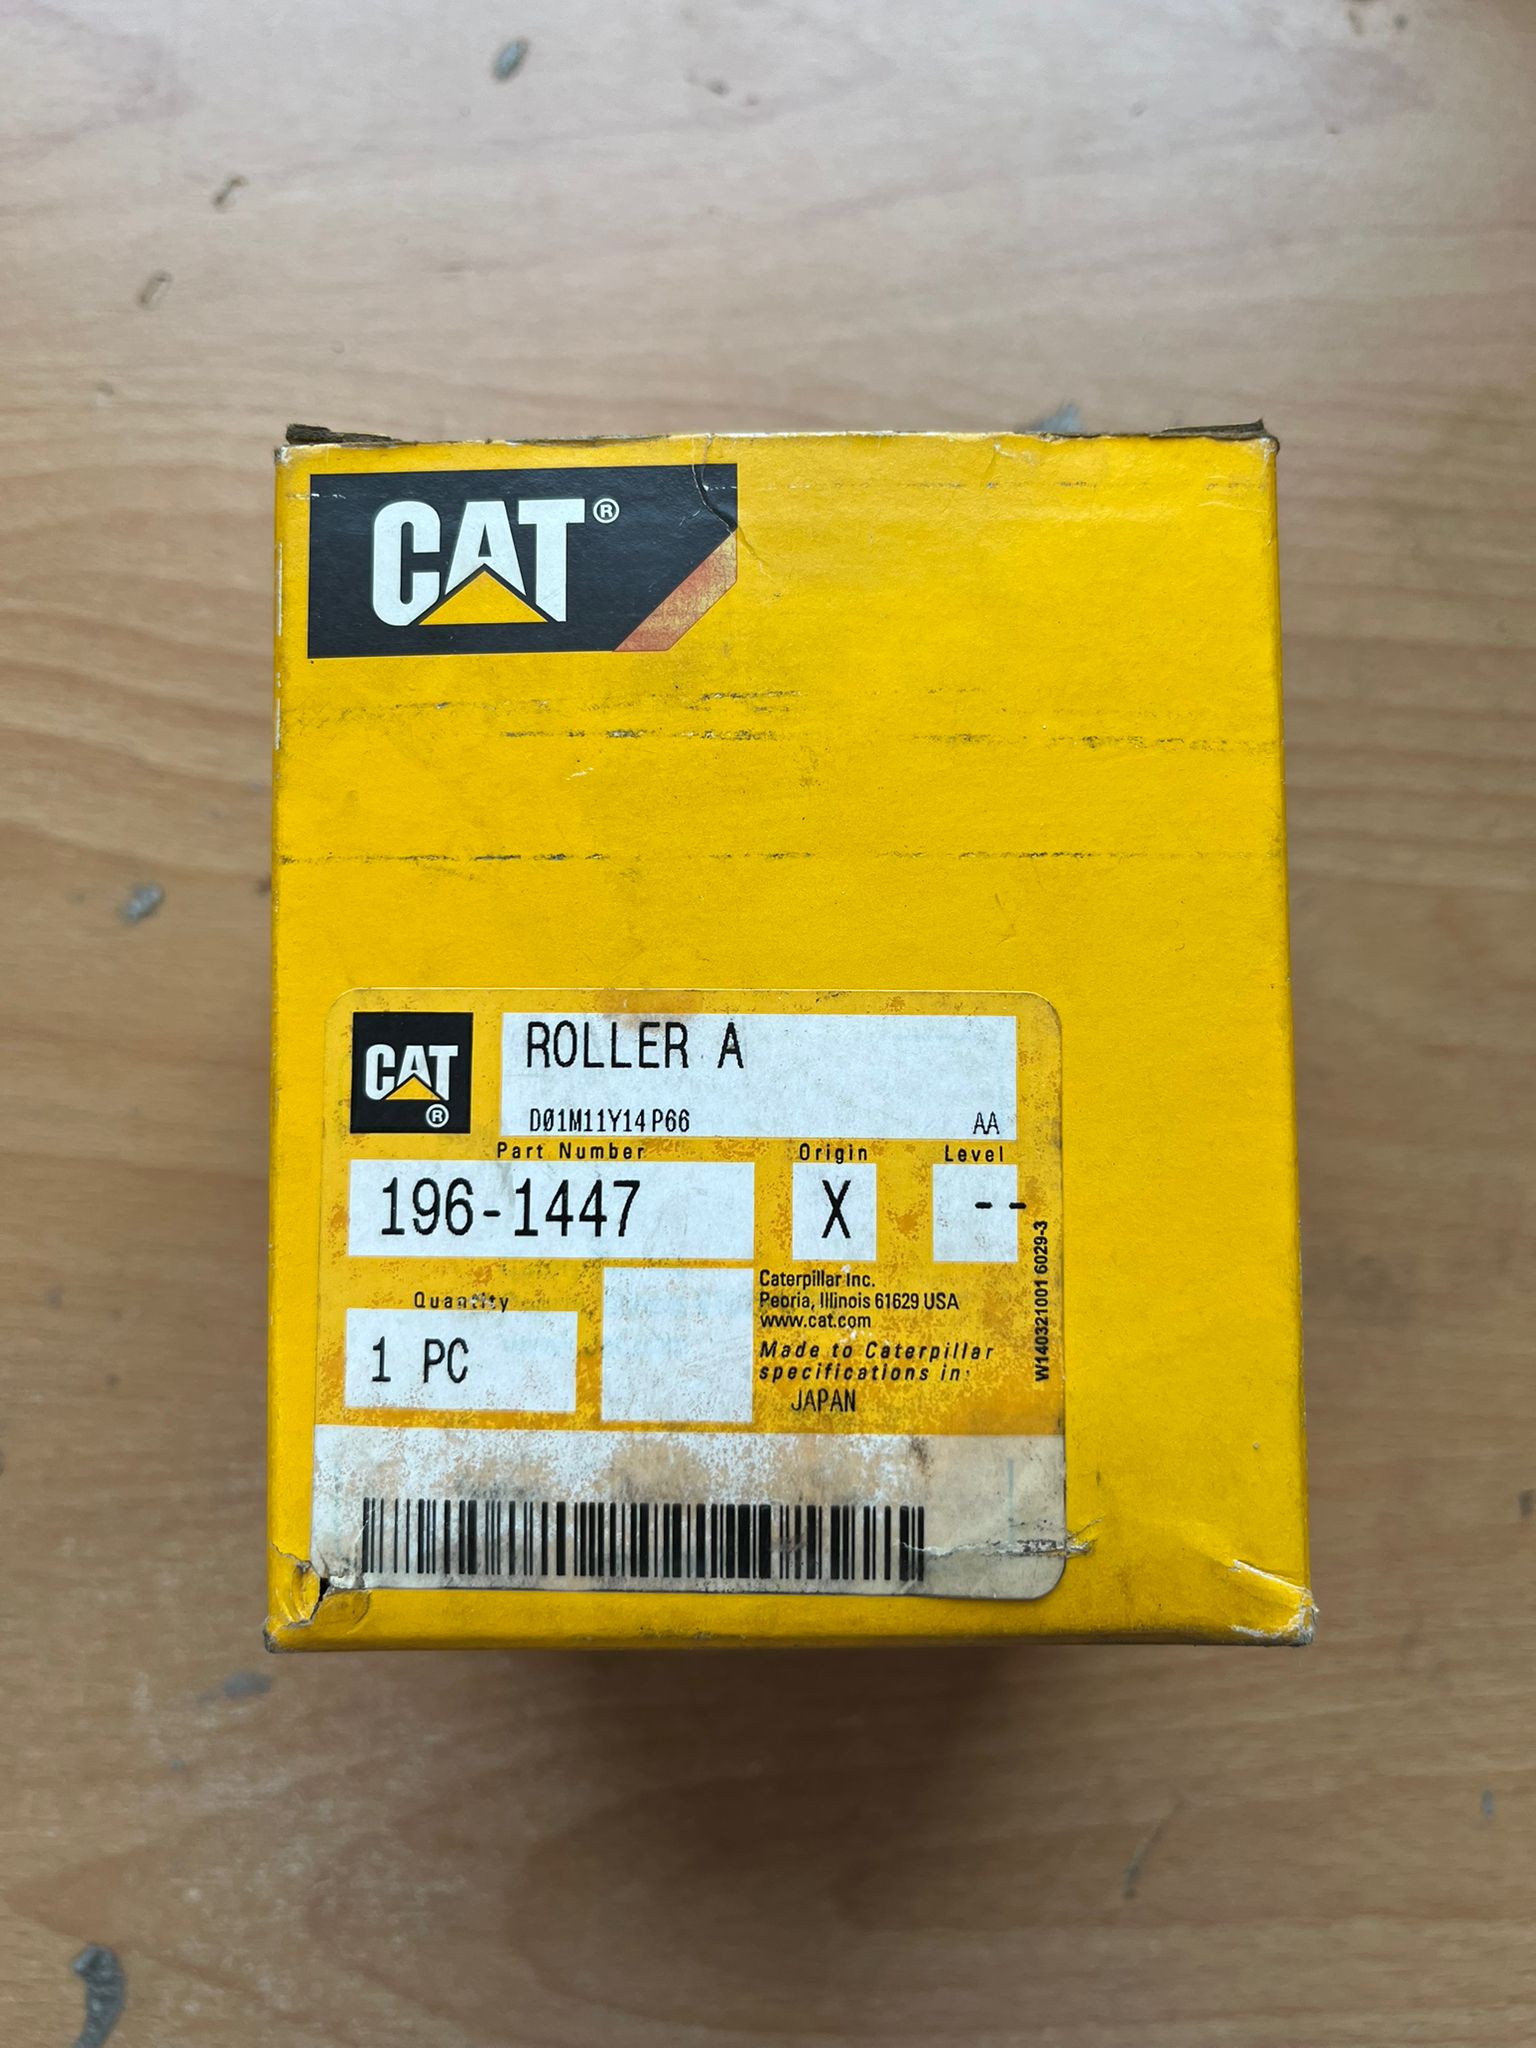 CAT®
CAT®
ROLLER A
DØ1M11Y14P66 AA
Part Number Origin Level
196-1447 X --
Quantity
1 PC
Caterpillar Inc.
Peoria, Illinois 61629 USA
www.cat.com
Made to Caterpillar
specifications in:
JAPAN
W140321001 6029-3